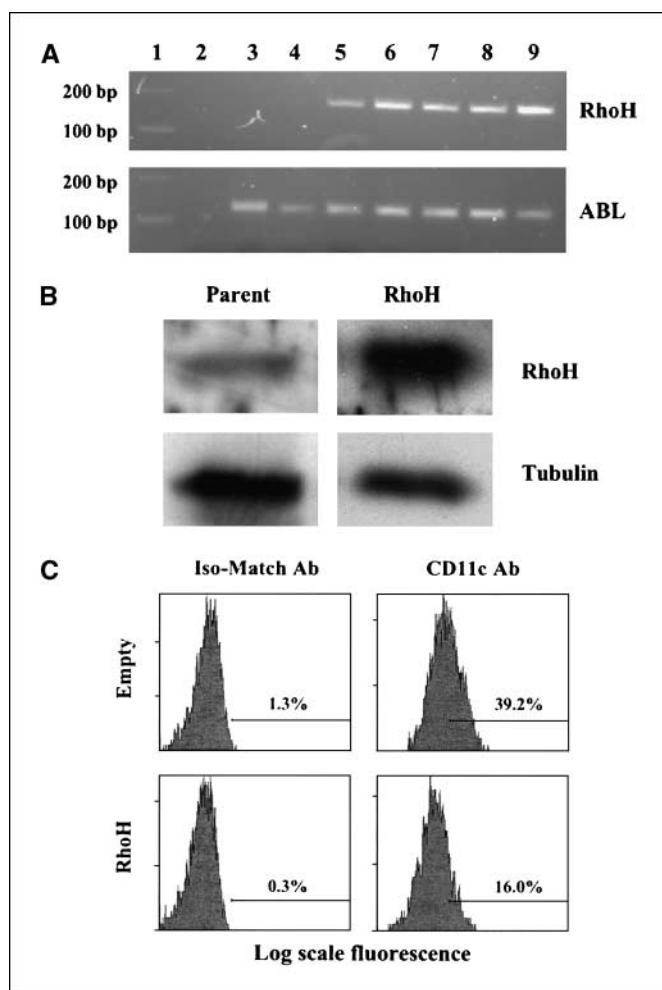 A 1 2 3 4 5 6 7 8 9
200 bp
100 bp
RhoH
200 bp
100 bp
ABL
B
Parent RhoH
RhoH
Tubulin
C
Iso-Match Ab CD11c Ab
Empty
1.3%
39.2%
RhoH
0.3%
16.0%
Log scale fluorescence